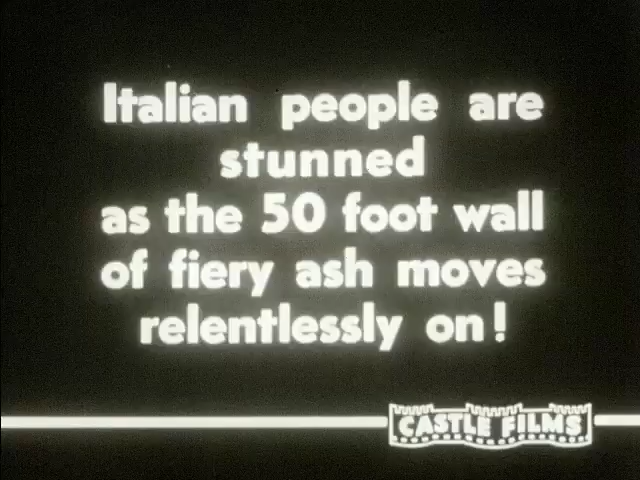 Italian people are
stunned
as the 50 foot wall
of fiery ash moves
relentlessly on!
CASTLE FILMS